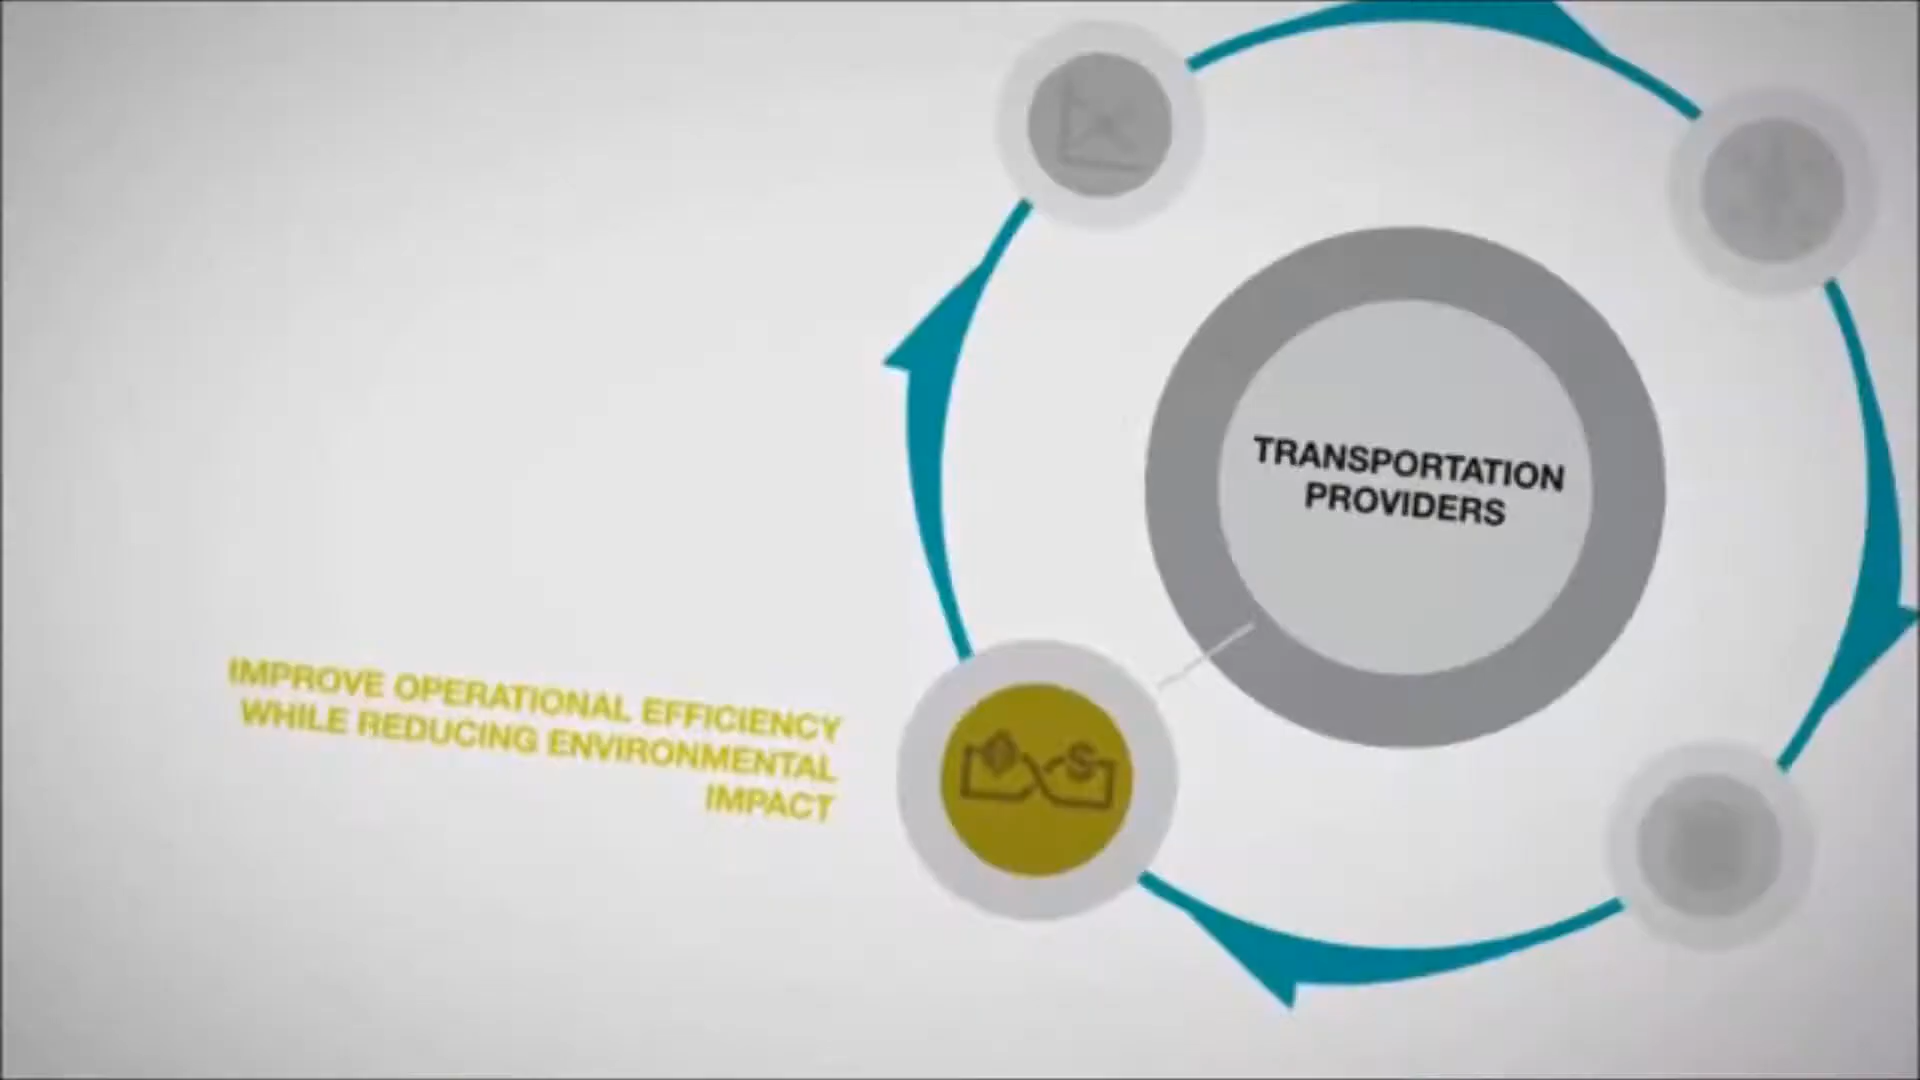 TRANSPORTATION
PROVIDERS
IMPROVE OPERATIONAL EFFICIENCY
WHILE REDUCING ENVIRONMENTAL
IMPACT